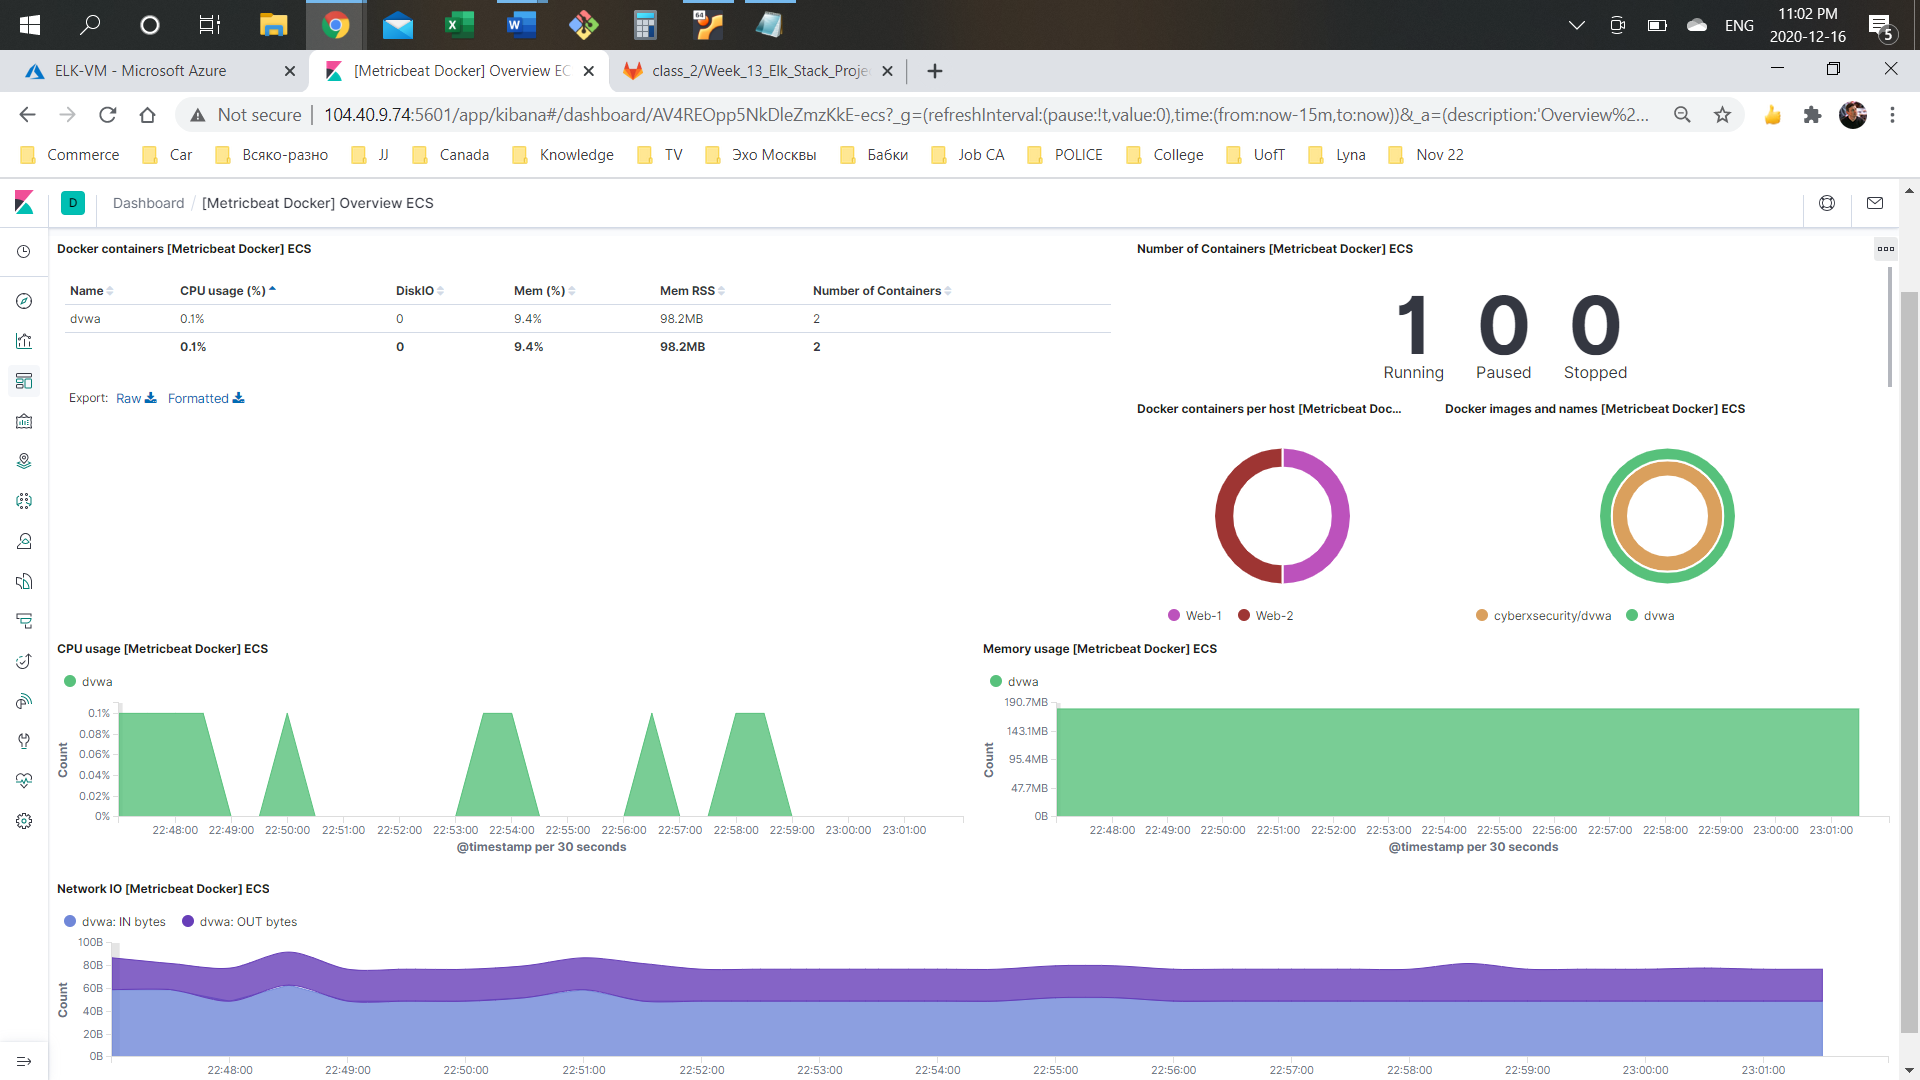 64
ENG
11:02 PM
2020-12-16
5
ELK-VM - Microsoft Azure
[Metricbeat Docker] Overview EC
class_2/Week_13_Elk_Stack_Proje
Not secure
104.40.9.74:5601/app/kibana#/dashboard/AV4REOpp5NkDleZmzKkE-ecs?_g=(refreshInterval:(pause:!t,value:0),time:(from:now-15m,to:now))&_a=(description:'Overview%2...
Commerce Car Всяко-разно JJ Canada Knowledge TV Эхо Москвы Бабки Job CA POLICE College UofT Lyna Nov 22
D
Dashboard / [Metricbeat Docker] Overview ECS
Docker containers [Metricbeat Docker] ECS
Name CPU usage (%) DiskIO Mem (%) Mem RSS Number of Containers
dvwa 0.1% 0 9.4% 98.2MB 2
0.1% 0 9.4% 98.2MB 2
Export: Raw Formatted
Number of Containers [Metricbeat Docker] ECS
1 0 0
Running Paused Stopped
Docker containers per host [Metricbeat Doc...
Web-1 Web-2
Docker images and names [Metricbeat Docker] ECS
cyberxsecurity/dvwa dvwa
CPU usage [Metricbeat Docker] ECS
dvwa
Count
0.1%
0.08%
0.06%
0.04%
0.02%
0%
22:48:00 22:49:00 22:50:00 22:51:00 22:52:00 22:53:00 22:54:00 22:55:00 22:56:00 22:57:00 22:58:00 22:59:00 23:00:00 23:01:00
@timestamp per 30 seconds
Memory usage [Metricbeat Docker] ECS
dvwa
Count
190.7MB
143.1MB
95.4MB
47.7MB
0B
22:48:00 22:49:00 22:50:00 22:51:00 22:52:00 22:53:00 22:54:00 22:55:00 22:56:00 22:57:00 22:58:00 22:59:00 23:00:00 23:01:00
@timestamp per 30 seconds
Network IO [Metricbeat Docker] ECS
dvwa: IN bytes dvwa: OUT bytes
Count
100B
80B
60B
40B
20B
0B
22:48:00 22:49:00 22:50:00 22:51:00 22:52:00 22:53:00 22:54:00 22:55:00 22:56:00 22:57:00 22:58:00 22:59:00 23:00:00 23:01:00